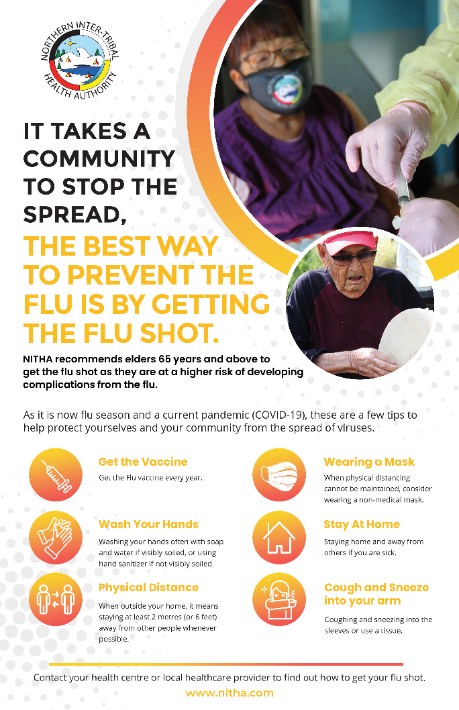 NORTHERN INTER-TRIBAL
HEALTH AUTHORITY
IT TAKES A
COMMUNITY
TO STOP THE
SPREAD,
THE BEST WAY
TO PREVENT THE
FLU IS BY GETTING
THE FLU SHOT.
NITHA recommends elders 65 years and above to
get the flu shot as they are at a higher risk of developing
complications from the flu.
As it is now flu season and a current pandemic (COVID-19), these are a few tips to
help protect yourselves and your community from the spread of viruses.
Get the Vaccine
Get the Flu vaccine every year.
Wash Your Hands
Washing your hands often with soap
and water if visibly soiled, or using
hand sanitizer if not visibly soiled.
Physical Distance
When outside your home, it means
staying at least 2 metres (or 6 feet)
away from other people whenever
possible.
Wearing a Mask
When physical distancing
cannot be maintained, consider
wearing a non-medical mask.
Stay At Home
Staying home and away from
others if you are sick.
Cough and Sneeze
into your arm
Coughing and sneezing into the
sleeves or use a tissue.
Contact your health centre or local healthcare provider to find out how to get your flu shot.
www.nitha.com